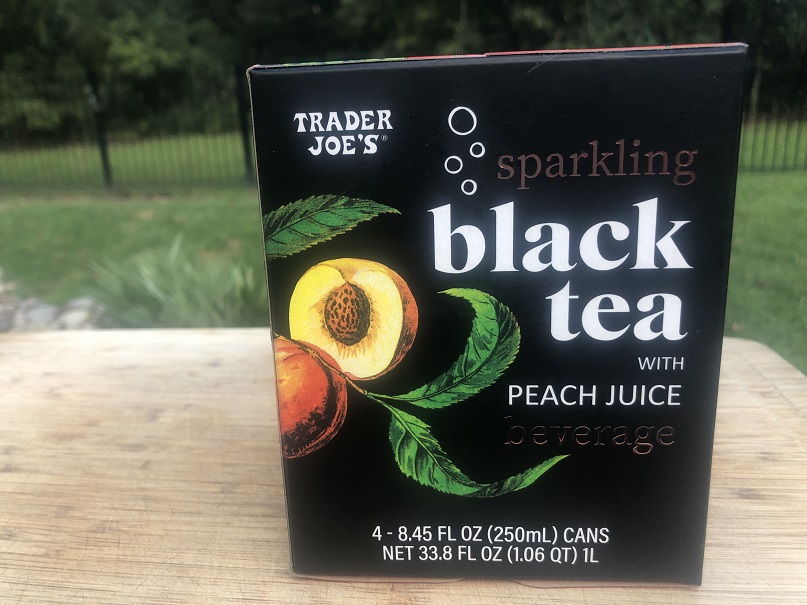 TRADER
JOE'S®
sparkling
black
tea
WITH
PEACH JUICE
beverage
4 - 8.45 FL OZ (250mL) CANS
NET 33.8 FL OZ (1.06 QT) 1L